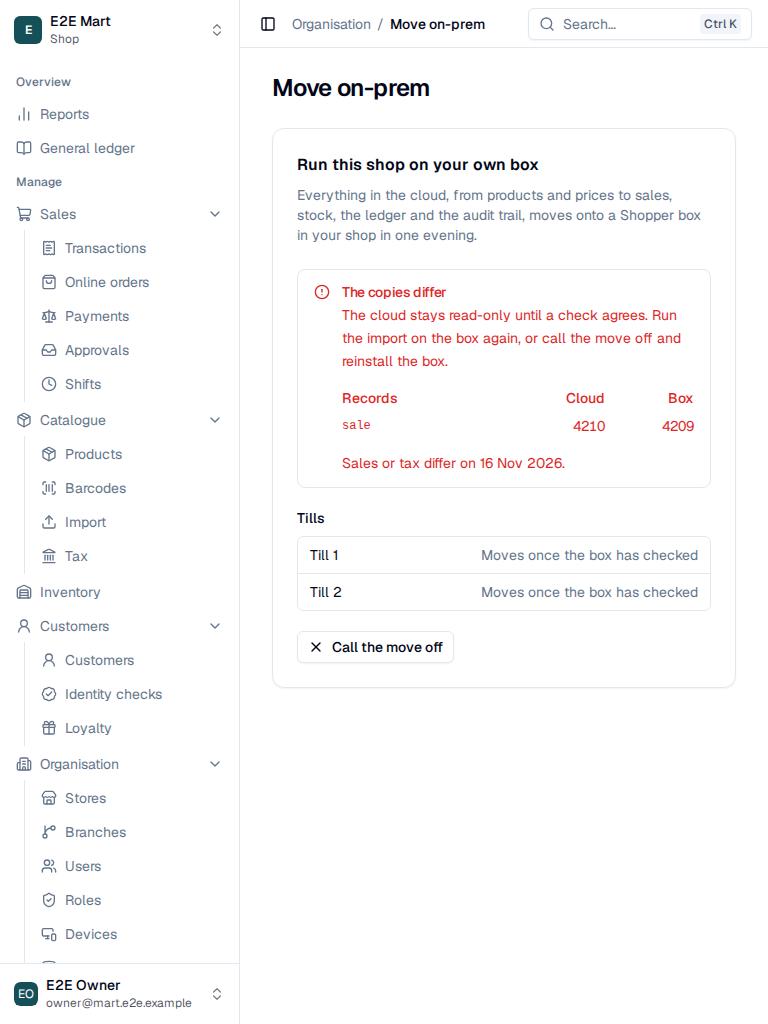 E2E Mart
E
Shop
Overview
Reports
General ledger
Manage
Sales
Transactions
Online orders
Payments
Approvals
Shifts
Catalogue
Products
Barcodes
Import
Tax
Inventory
Customers
Customers
Identity checks
Loyalty
Organisation
Stores
Branches
Users
Roles
Devices
EO
E2E Owner
owner@mart.e2e.example
Organisation / Move on-prem
Search...
Ctrl K
Move on-prem
Run this shop on your own box
Everything in the cloud, from products and prices to sales,
stock, the ledger and the audit trail, moves onto a Shopper box
in your shop in one evening.
The copies differ
The cloud stays read-only until a check agrees. Run
the import on the box again, or call the move off and
reinstall the box.
Records Cloud Box
sale 4210 4209
Sales or tax differ on 16 Nov 2026.
Tills
Till 1 Moves once the box has checked
Till 2 Moves once the box has checked
Call the move off